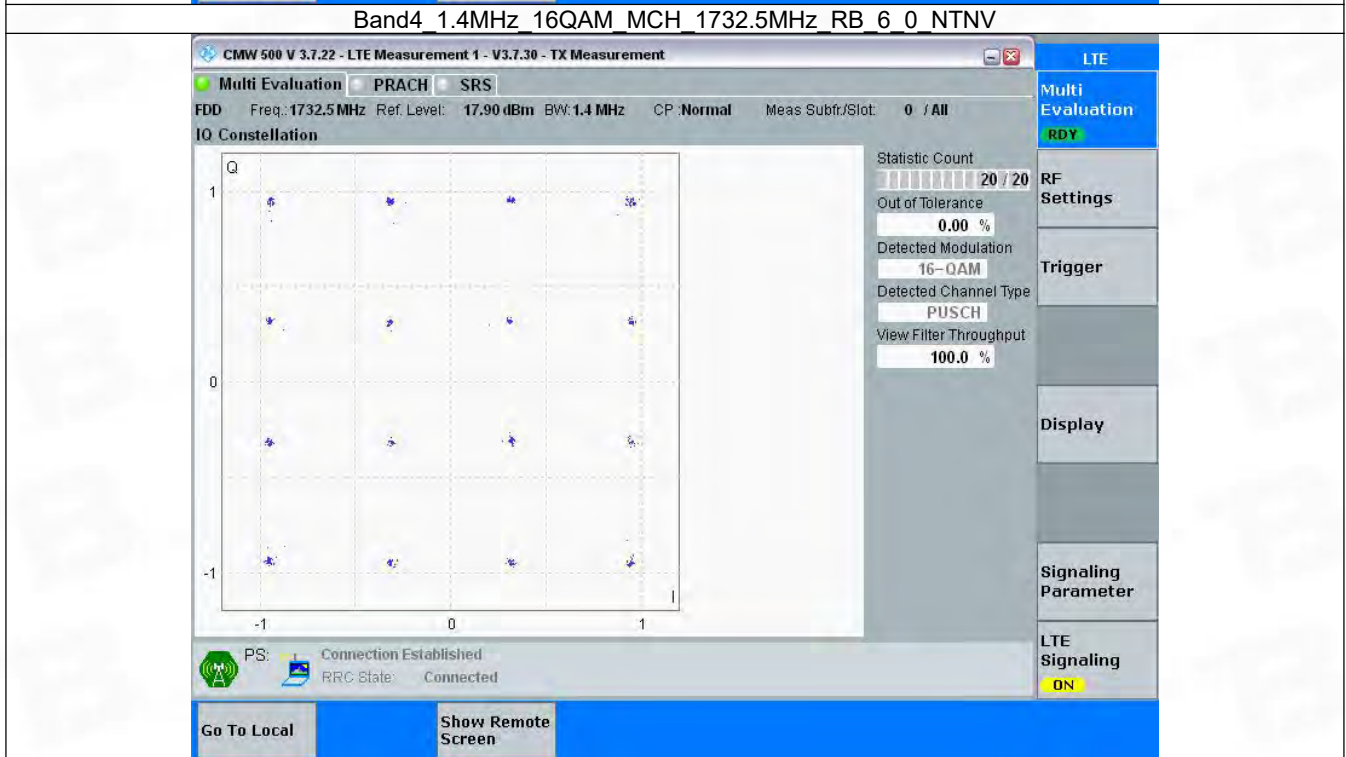 Band4_1.4MHz_16QAM_MCH_1732.5MHz_RB_6_0_NTNV
CMW 500 V 3.7.22 - LTE Measurement 1 - V3.7.30 - TX Measurement
LTE
Multi Evaluation PRACH SRS
Multi
Evaluation
RDY
FDD Freq.:1732.5 MHz Ref. Level: 17.90 dBm BW:1.4 MHz CP :Normal Meas Subfr./Slot: 0 / All
IQ Constellation
Q
1
0
-1
I
-1 0 1
Statistic Count
20 / 20
Out of Tolerance
0.00 %
Detected Modulation
16-QAM
Detected Channel Type
PUSCH
View Filter Throughput
100.0 %
RF
Settings
Trigger
Display
Signaling
Parameter
LTE
Signaling
ON
PS: Connection Established
RRC State: Connected
Go To Local
Show Remote
Screen